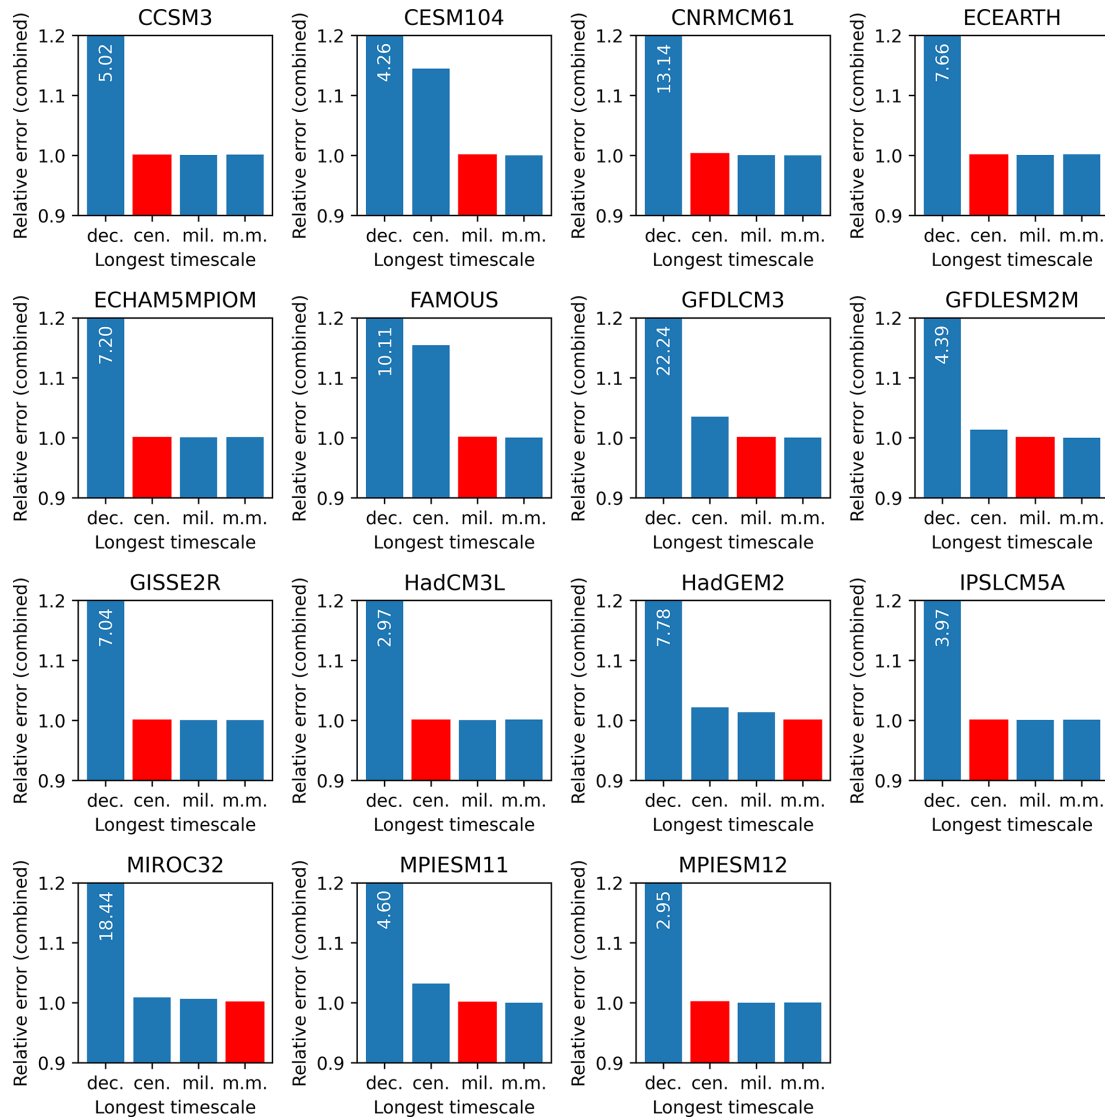 CCSM3
Relative error (combined)
1.2
1.1
1.0
0.9
5.02
dec. cen. mil. m.m.
Longest timescale
CESM104
Relative error (combined)
1.2
1.1
1.0
0.9
4.26
dec. cen. mil. m.m.
Longest timescale
CNRMCM61
Relative error (combined)
1.2
1.1
1.0
0.9
13.14
dec. cen. mil. m.m.
Longest timescale
ECEARTH
Relative error (combined)
1.2
1.1
1.0
0.9
7.66
dec. cen. mil. m.m.
Longest timescale
ECHAM5MPIOM
Relative error (combined)
1.2
1.1
1.0
0.9
7.20
dec. cen. mil. m.m.
Longest timescale
FAMOUS
Relative error (combined)
1.2
1.1
1.0
0.9
10.11
dec. cen. mil. m.m.
Longest timescale
GFDLCM3
Relative error (combined)
1.2
1.1
1.0
0.9
22.24
dec. cen. mil. m.m.
Longest timescale
GFDLESM2M
Relative error (combined)
1.2
1.1
1.0
0.9
4.39
dec. cen. mil. m.m.
Longest timescale
GISSE2R
Relative error (combined)
1.2
1.1
1.0
0.9
7.04
dec. cen. mil. m.m.
Longest timescale
HadCM3L
Relative error (combined)
1.2
1.1
1.0
0.9
2.97
dec. cen. mil. m.m.
Longest timescale
HadGEM2
Relative error (combined)
1.2
1.1
1.0
0.9
7.78
dec. cen. mil. m.m.
Longest timescale
IPSLCM5A
Relative error (combined)
1.2
1.1
1.0
0.9
3.97
dec. cen. mil. m.m.
Longest timescale
MIROC32
Relative error (combined)
1.2
1.1
1.0
0.9
18.44
dec. cen. mil. m.m.
Longest timescale
MPIESM11
Relative error (combined)
1.2
1.1
1.0
0.9
4.60
dec. cen. mil. m.m.
Longest timescale
MPIESM12
Relative error (combined)
1.2
1.1
1.0
0.9
2.95
dec. cen. mil. m.m.
Longest timescale